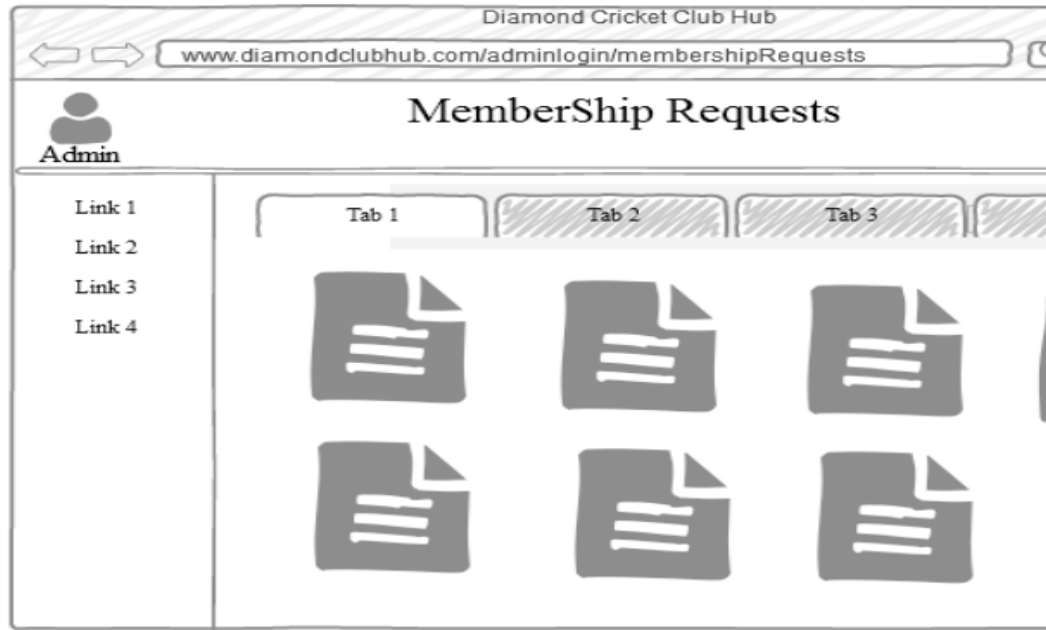 Diamond Cricket Club Hub
www.diamondclubhub.com/adminlogin/membershipRequests
MemberShip Requests
Admin
Link 1
Link 2
Link 3
Link 4
Tab 1
Tab 2
Tab 3